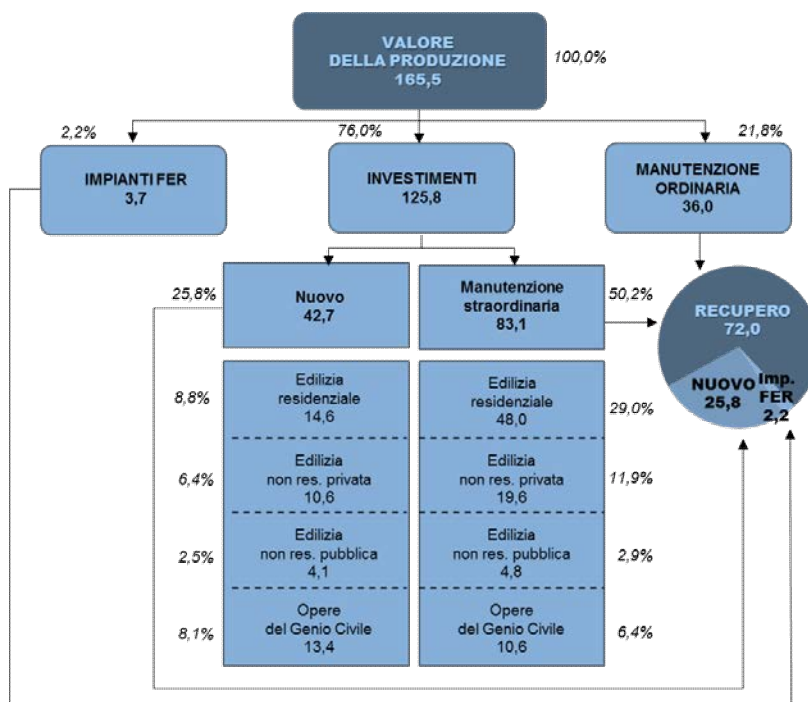 VALORE
DELLA PRODUZIONE
165,5
100,0%
2,2%
76,0%
21,8%
IMPIANTI FER
3,7
INVESTIMENTI
125,8
MANUTENZIONE
ORDINARIA
36,0
25,8%
Nuovo
42,7
Manutenzione
straordinaria
83,1
50,2%
RECUPERO
72,0
NUOVO
25,8
Imp.
FER
2,2
8,8%
Edilizia
residenziale
14,6
Edilizia
residenziale
48,0
29,0%
6,4%
Edilizia
non res. privata
10,6
Edilizia
non res. privata
19,6
11,9%
2,5%
Edilizia
non res. pubblica
4,1
Edilizia
non res. pubblica
4,8
2,9%
8,1%
Opere
del Genio Civile
13,4
Opere
del Genio Civile
10,6
6,4%